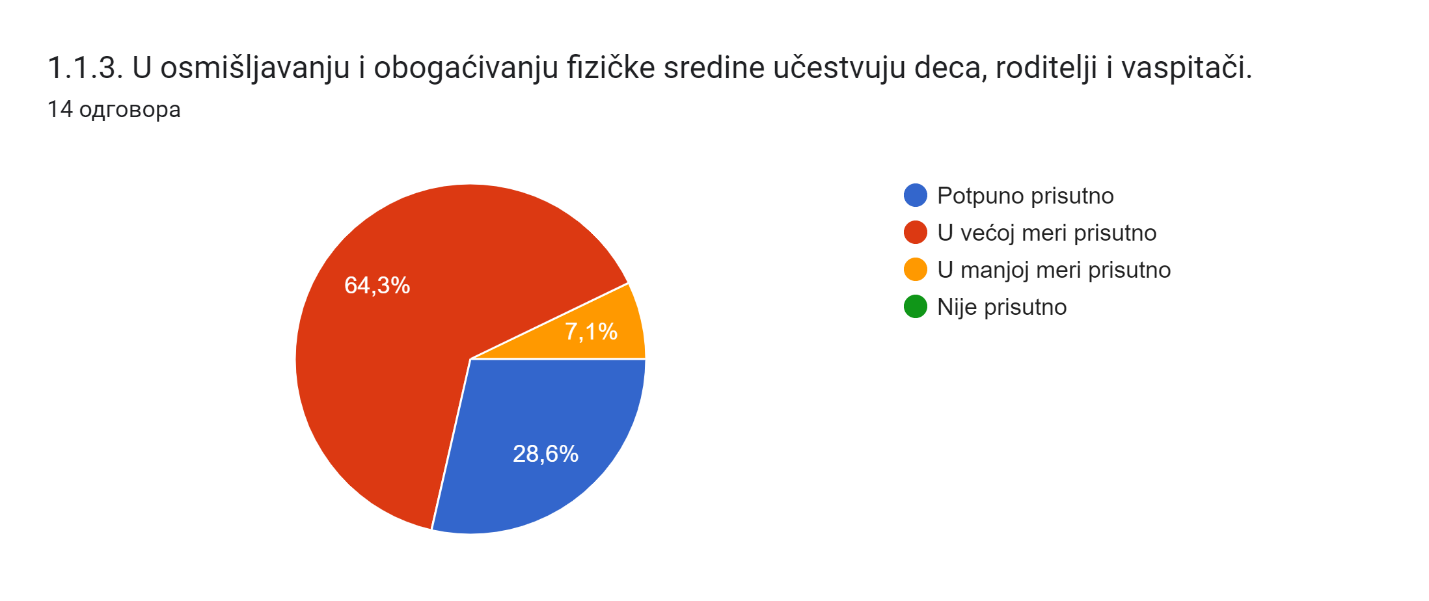 1.1.3. U osmišljavanju i obogaćivanju fizičke sredine učestvuju deca, roditelji i vaspitači.
14 одговора
Potpuno prisutno
U većoj meri prisutno
U manjoj meri prisutno
Nije prisutno
64,3%
7,1%
28,6%